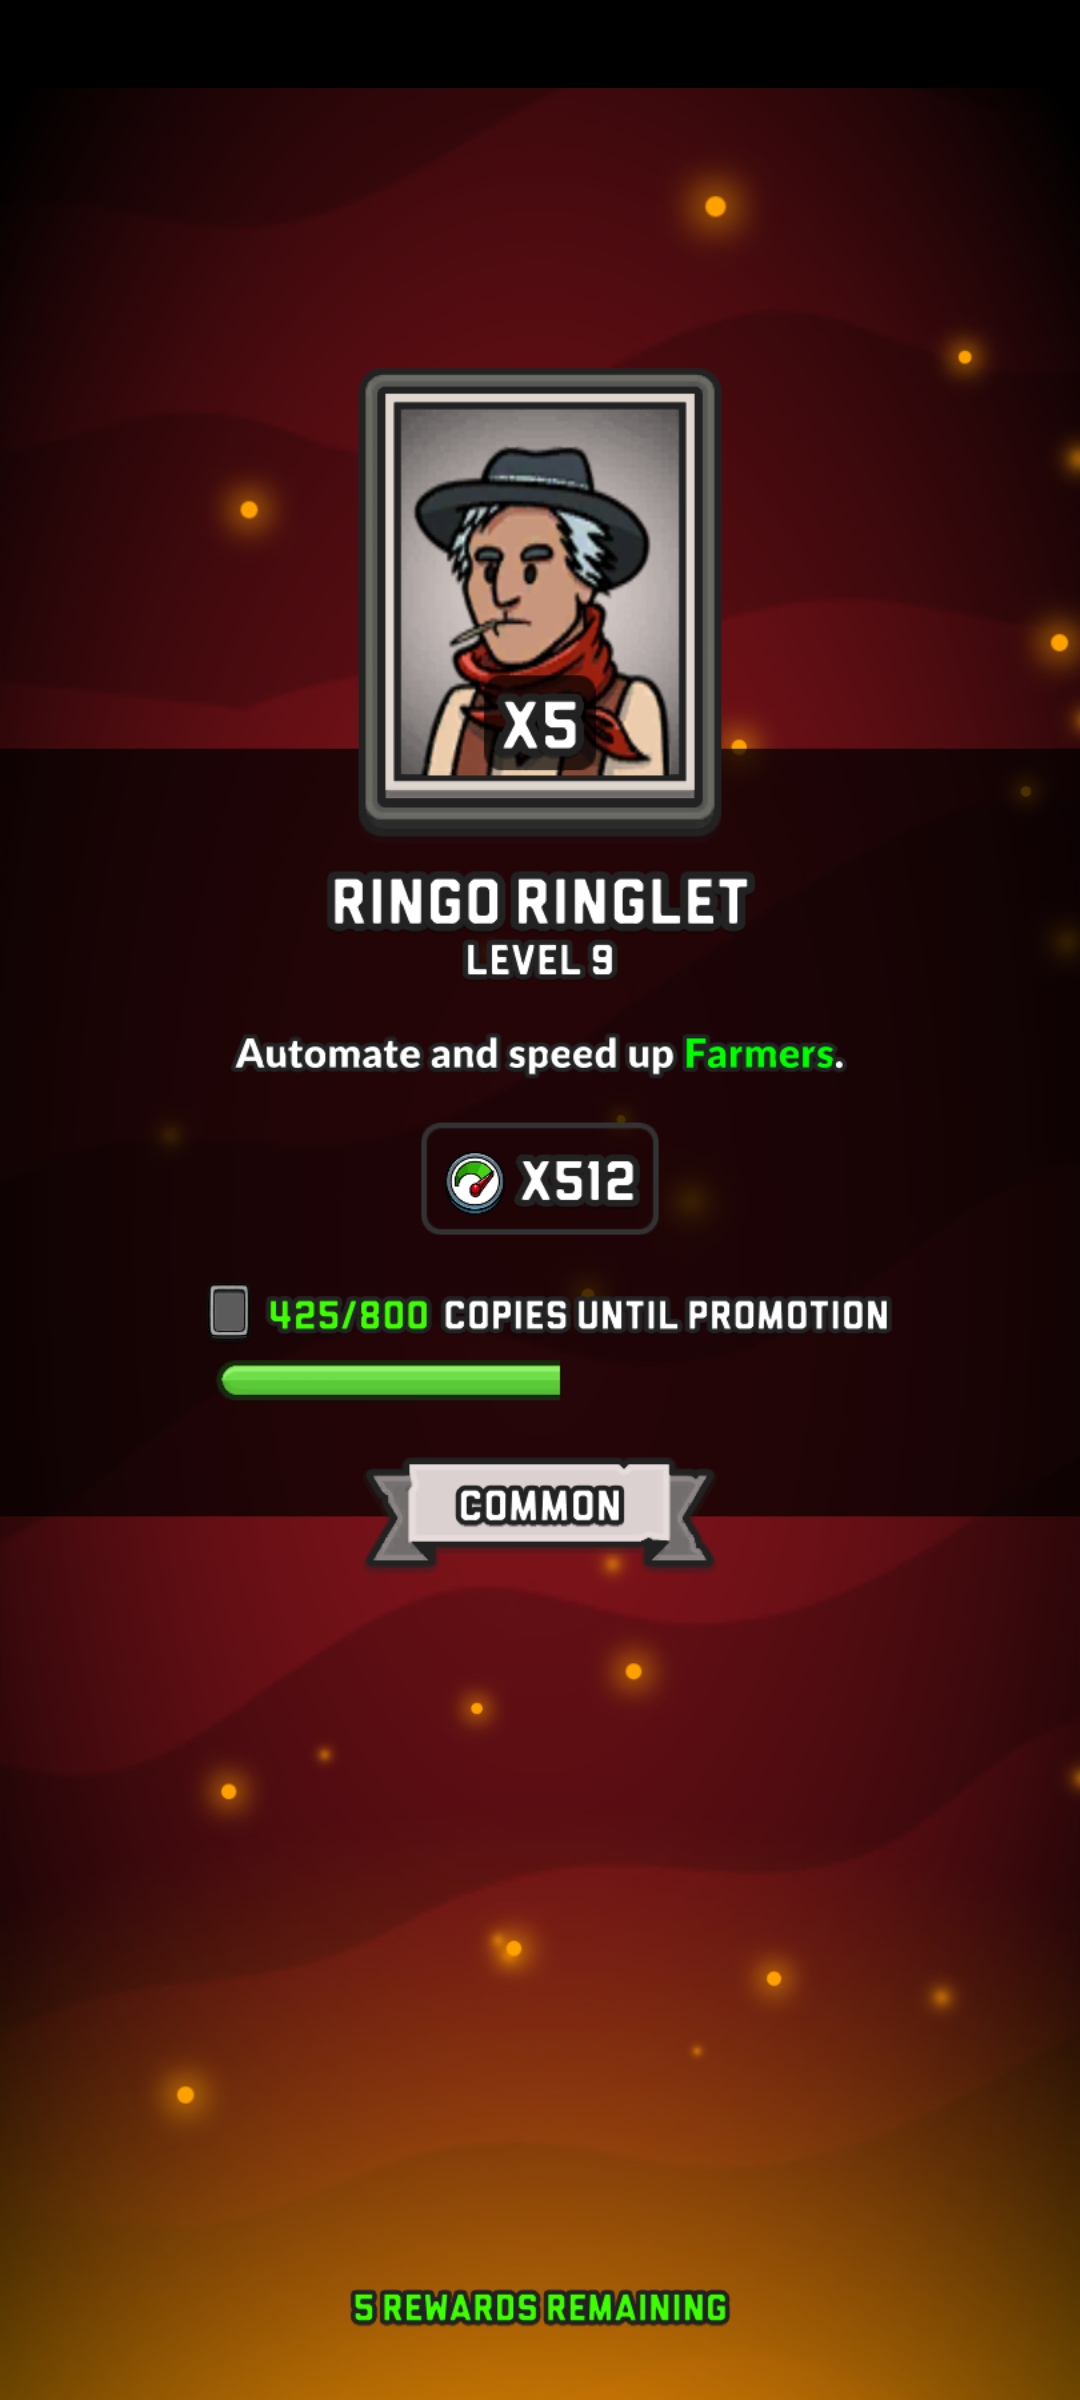 X5
RINGO RINGLET
LEVEL 9
Automate and speed up Farmers.
X512
425/800 COPIES UNTIL PROMOTION
COMMON
5 REWARDS REMAINING